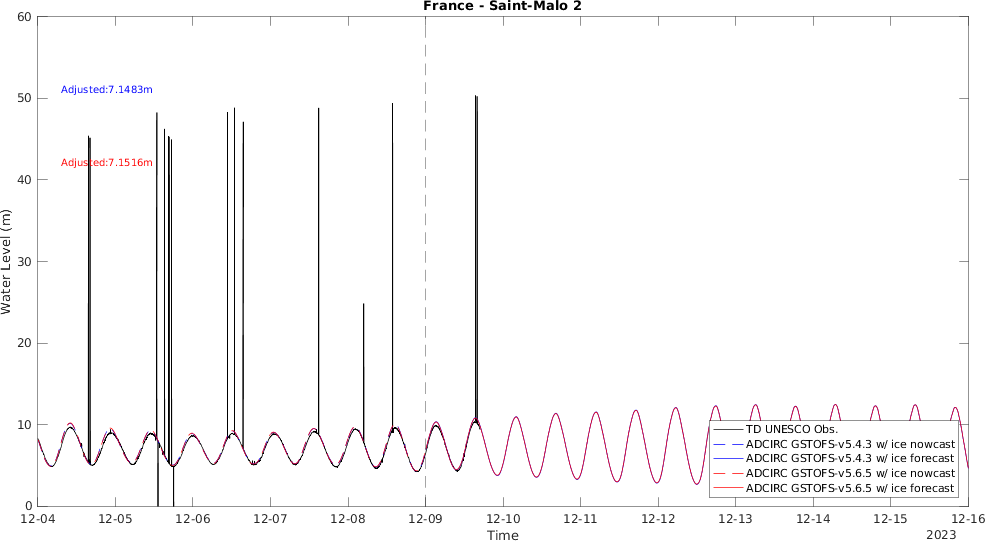 France - Saint-Malo 2
60
50
40
30
20
10
0
Water Level (m)
Adjusted:7.1483m
Adjusted:7.1516m
TD UNESCO Obs.
ADCIRC GSTOFS-v5.4.3 w/ ice nowcast
ADCIRC GSTOFS-v5.4.3 w/ ice forecast
ADCIRC GSTOFS-v5.6.5 w/ ice nowcast
ADCIRC GSTOFS-v5.6.5 w/ ice forecast
12-04 12-05 12-06 12-07 12-08 12-09 12-10 12-11 12-12 12-13 12-14 12-15 12-16
Time
2023